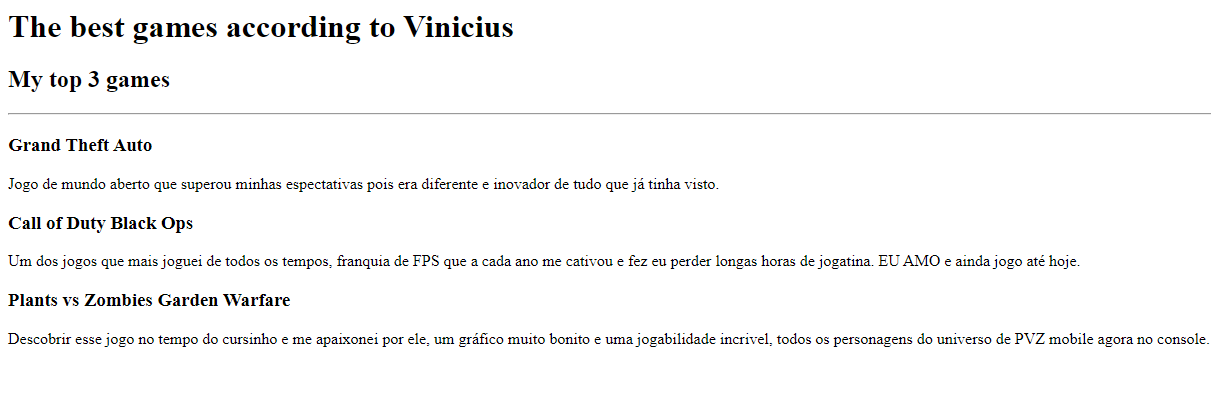 The best games according to Vinicius
My top 3 games
Grand Theft Auto
Jogo de mundo aberto que superou minhas espectativas pois era diferente e inovador de tudo que já tinha visto.
Call of Duty Black Ops
Um dos jogos que mais joguei de todos os tempos, franquia de FPS que a cada ano me cativou e fez eu perder longas horas de jogatina. EU AMO e ainda jogo até hoje.
Plants vs Zombies Garden Warfare
Descobrir esse jogo no tempo do cursinho e me apaixonei por ele, um gráfico muito bonito e uma jogabilidade incrivel, todos os personagens do universo de PVZ mobile agora no console.